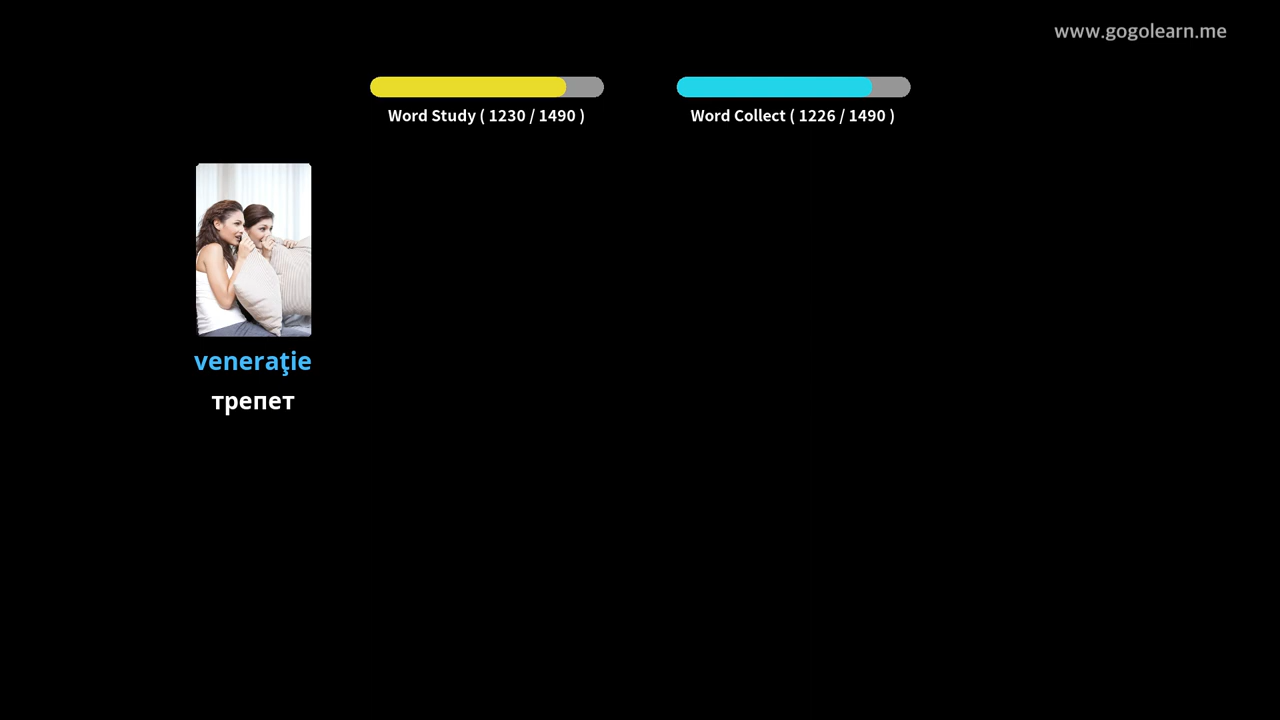 www.gogolearn.me
Word Study ( 1230 / 1490 )
Word Collect ( 1226 / 1490 )
veneraţie
трепет